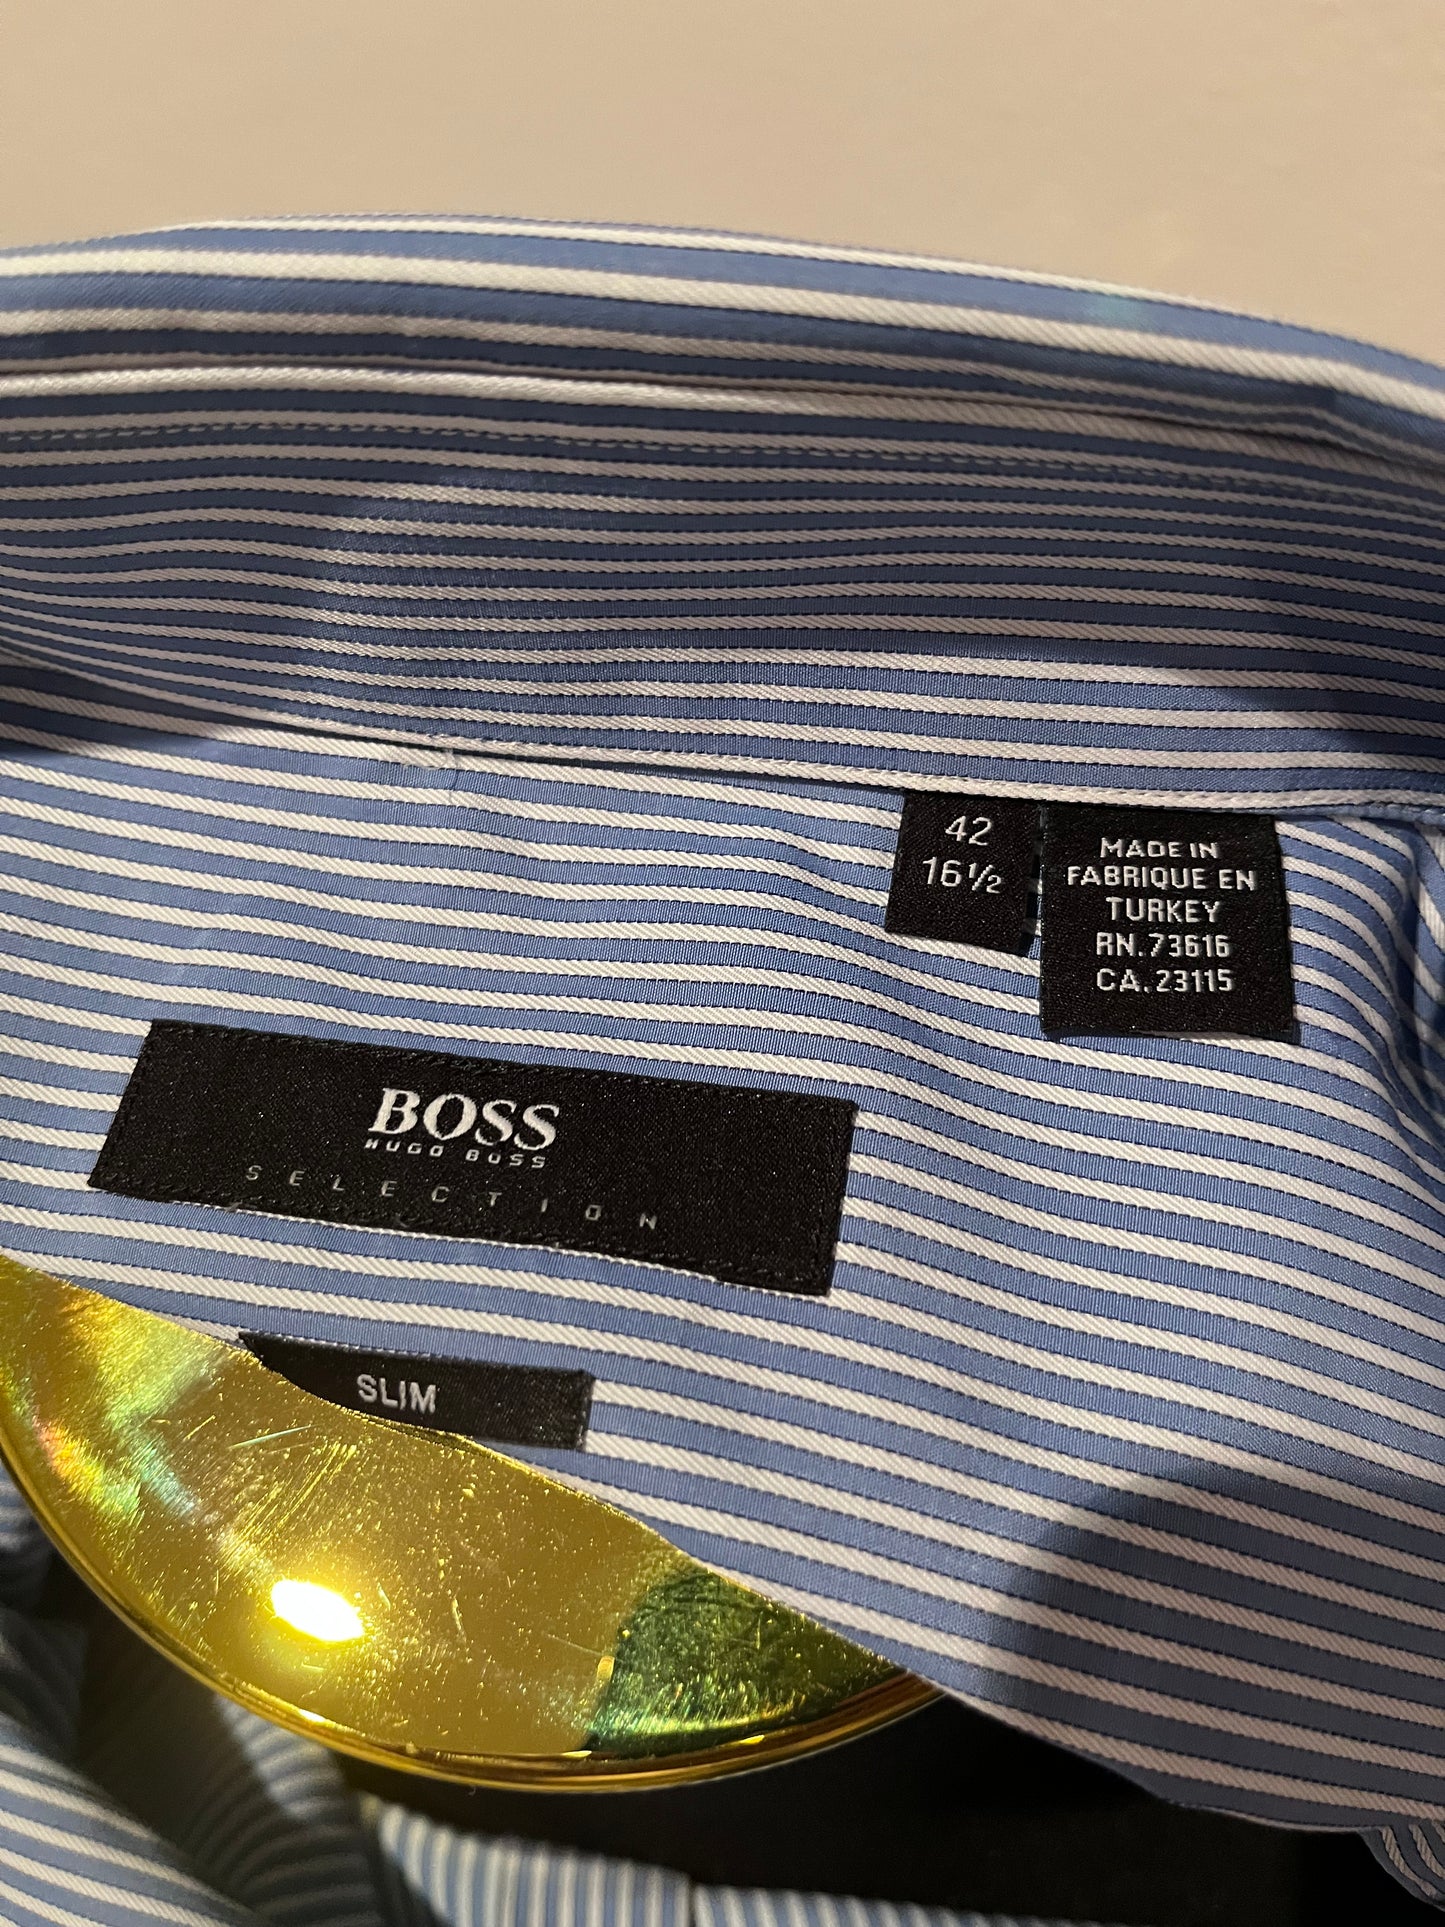 42
16½
MADE IN
FABRIQUE EN
TURKEY
RN.73616
CA.23115
BOSS
HUGO BOSS
SELECTION
SLIM